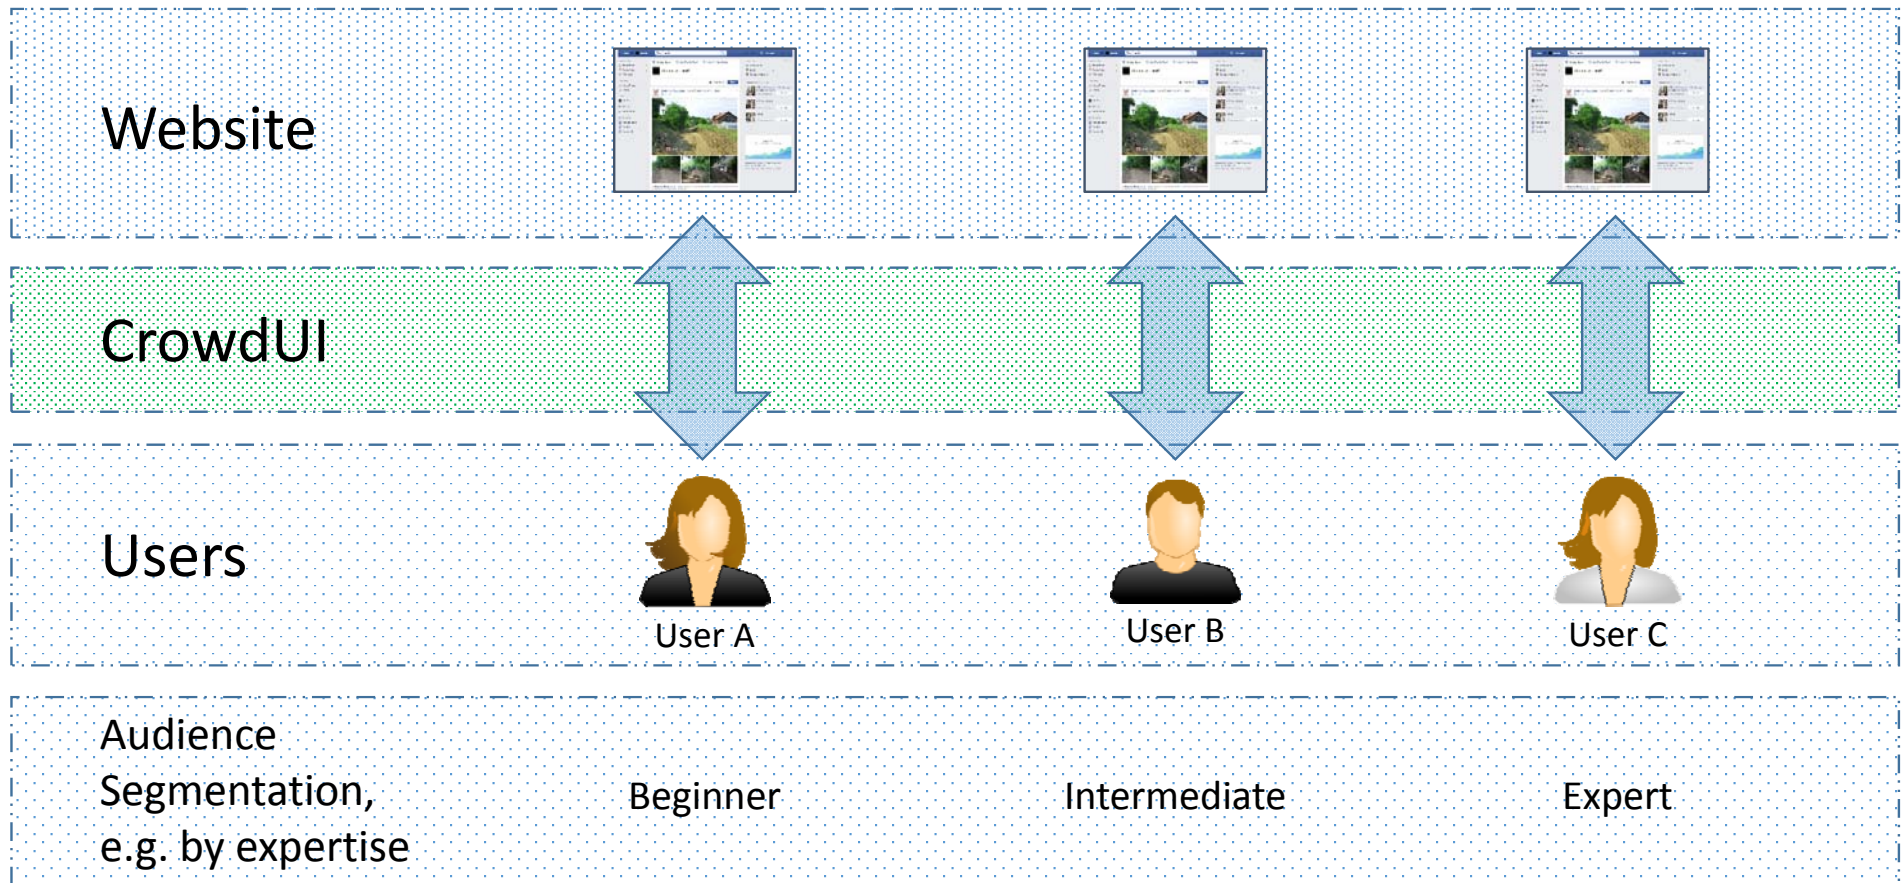 Website
CrowdUI
Users
User A
User B
User C
Audience
Segmentation,
e.g. by expertise
Beginner
Intermediate
Expert